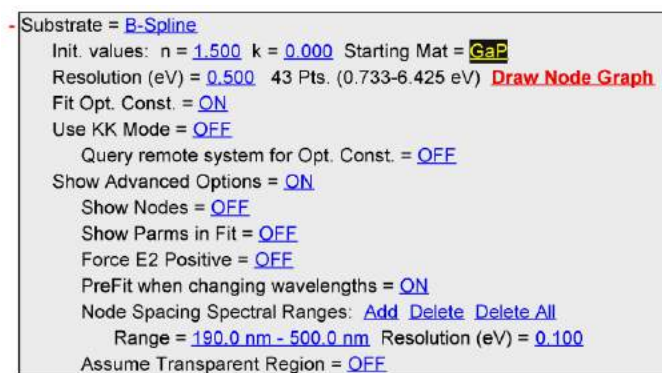 - Substrate = B-Spline
Init. values: n = 1.500 k = 0.000 Starting Mat = GaP
Resolution (eV) = 0.500 43 Pts. (0.733-6.425 eV) Draw Node Graph
Fit Opt. Const. = ON
Use KK Mode = OFF
Query remote system for Opt. Const. = OFF
Show Advanced Options = ON
Show Nodes = OFF
Show Parms in Fit = OFF
Force E2 Positive = OFF
PreFit when changing wavelengths = ON
Node Spacing Spectral Ranges: Add Delete Delete All
Range = 190.0 nm - 500.0 nm Resolution (eV) = 0.100
Assume Transparent Region = OFF